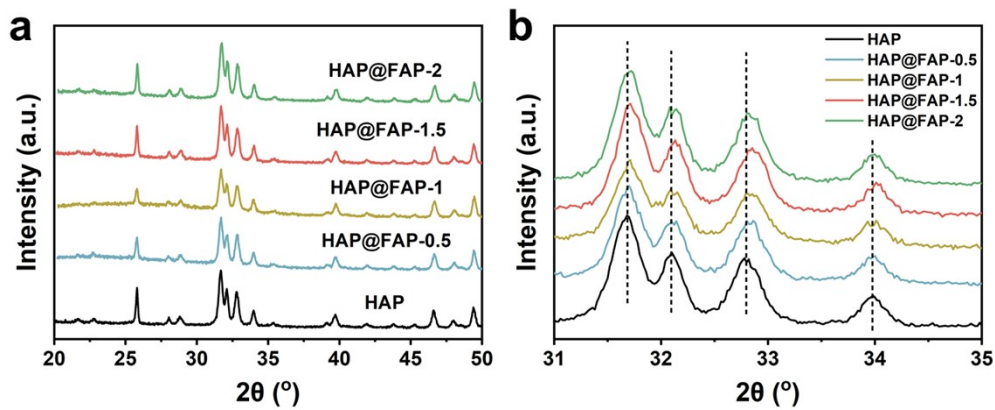 a
Intensity (a.u.)
HAP@FAP-2
HAP@FAP-1.5
HAP@FAP-1
HAP@FAP-0.5
HAP
20 25 30 35 40 45 50
2θ (°)
b
Intensity (a.u.)
HAP
HAP@FAP-0.5
HAP@FAP-1
HAP@FAP-1.5
HAP@FAP-2
31 32 33 34 35
2θ (°)